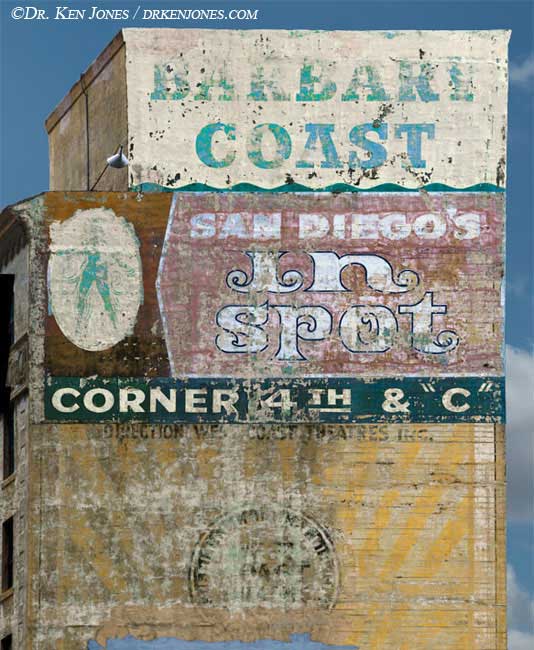 ©Dr. Ken Jones / drkenjones.com
BARBARY
COAST
SAN DIEGO'S
In
Spot
CORNER 4TH & "C"
DIRECTION WEST COAST THEATRES INC.